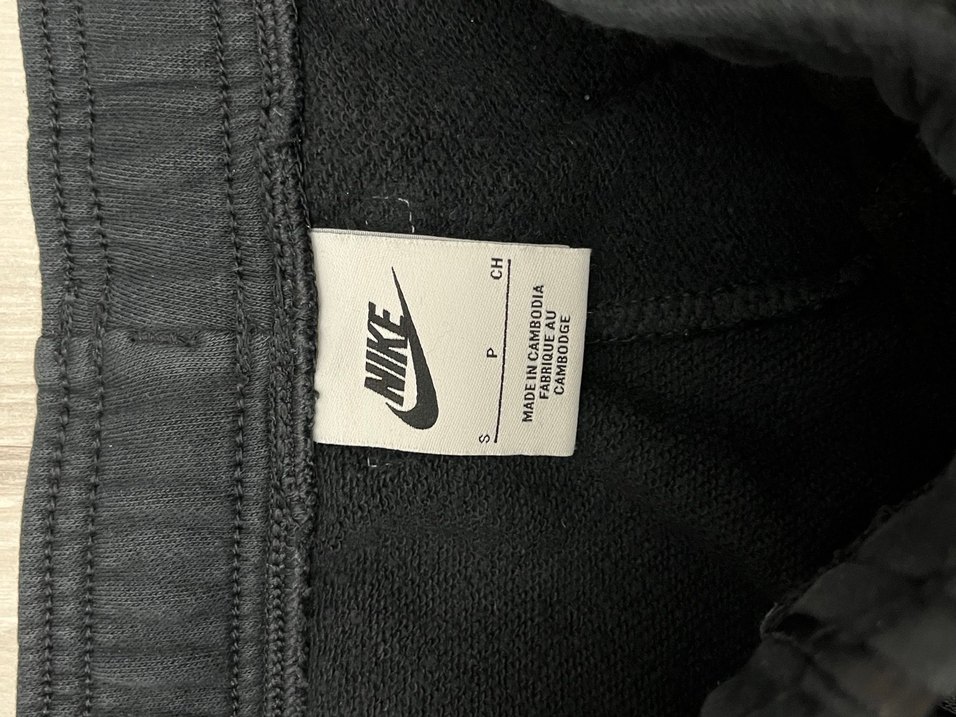 NIKE
S P CH
MADE IN CAMBODIA
FABRIQUE AU
CAMBODGE